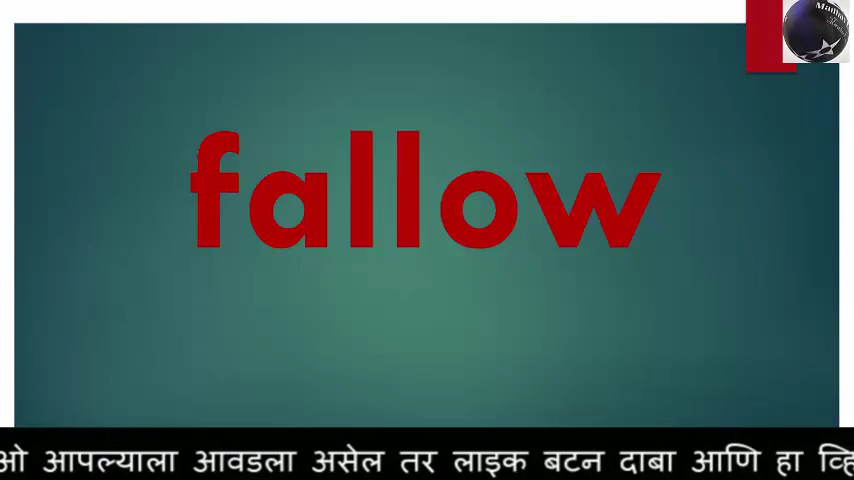 fallow
ओ आपल्याला आवडला असेल तर लाइक बटन दाबा आणि हा व्हि